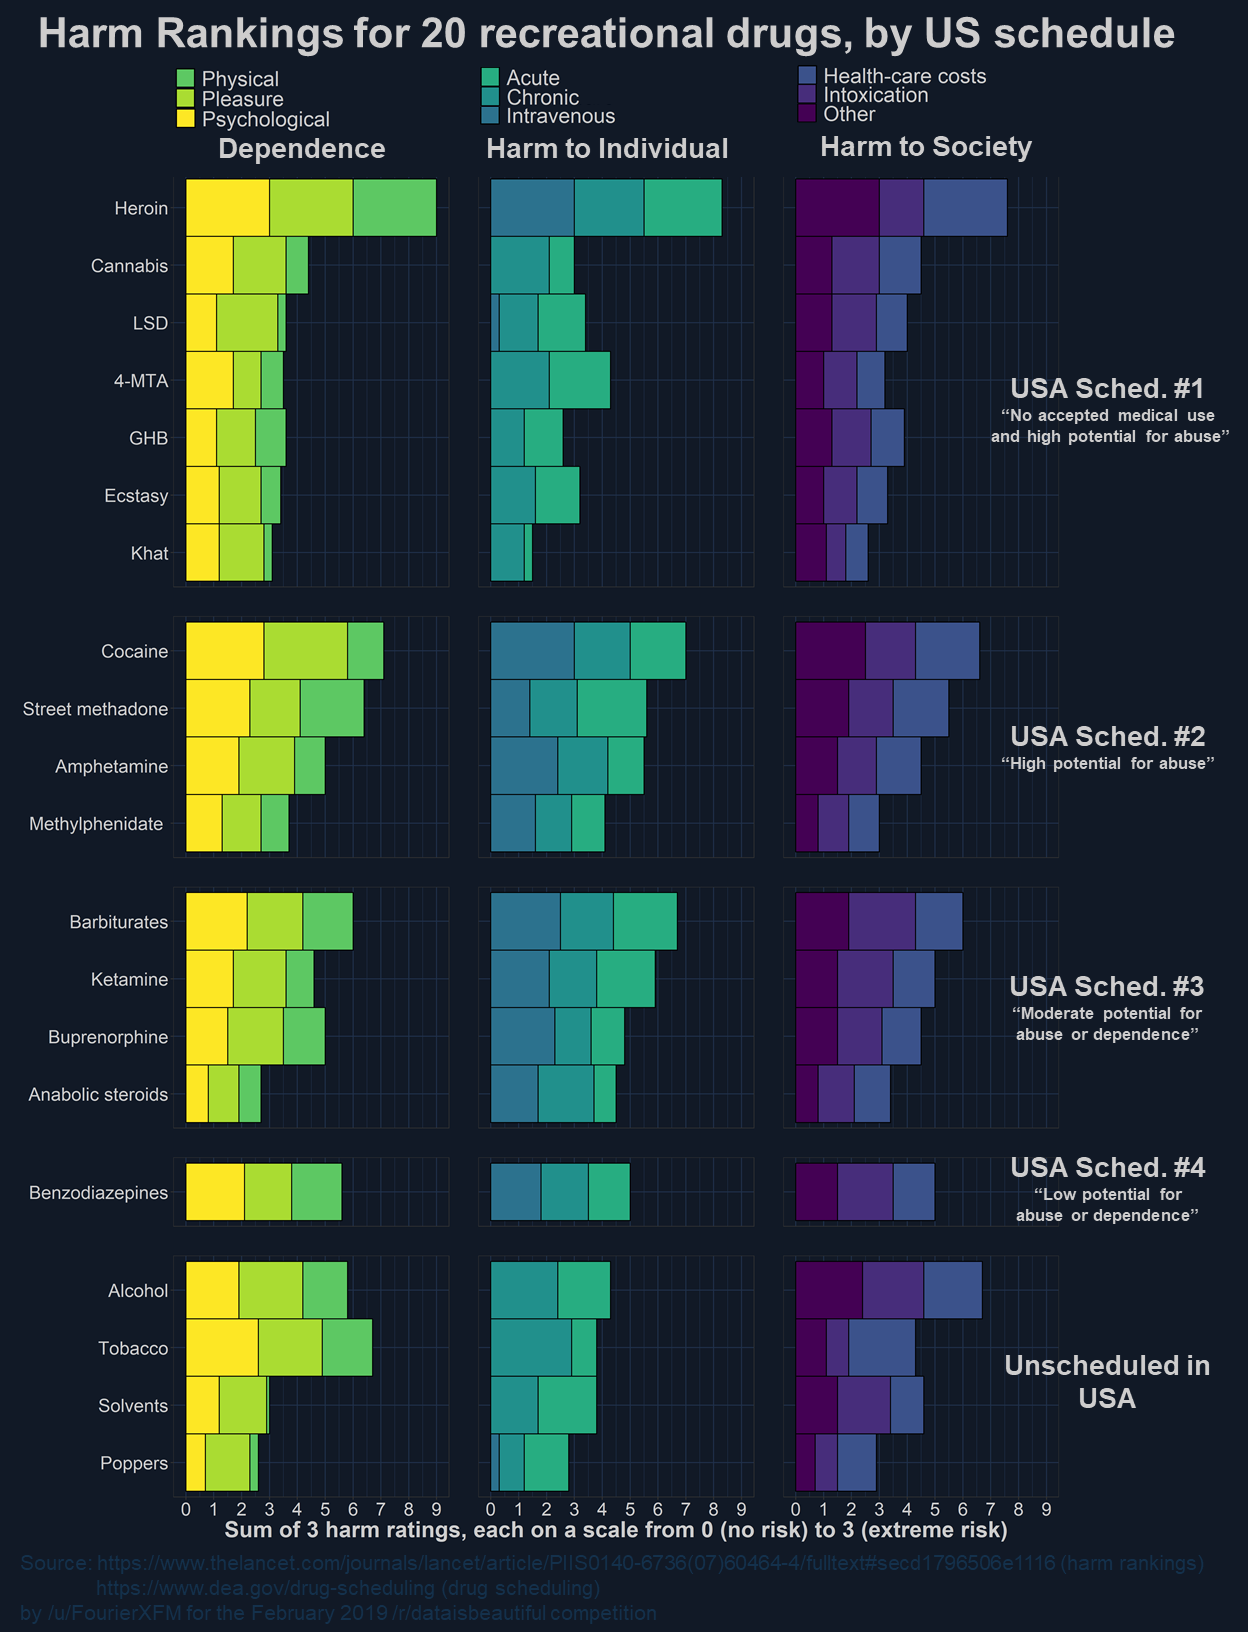 Harm Rankings for 20 recreational drugs, by US schedule
Physical
Pleasure
Psychological
Dependence
Acute
Chronic
Intravenous
Harm to Individual
Health-care costs
Intoxication
Other
Harm to Society
Heroin
Cannabis
LSD
4-MTA
GHB
Ecstasy
Khat
USA Sched. #1
“No accepted medical use
and high potential for abuse”
Cocaine
Street methadone
Amphetamine
Methylphenidate
USA Sched. #2
“High potential for abuse”
Barbiturates
Ketamine
Buprenorphine
Anabolic steroids
USA Sched. #3
“Moderate potential for
abuse or dependence”
Benzodiazepines
USA Sched. #4
“Low potential for
abuse or dependence”
Alcohol
Tobacco
Solvents
Poppers
Unscheduled in
USA
0 1 2 3 4 5 6 7 8 9 0 1 2 3 4 5 6 7 8 9 0 1 2 3 4 5 6 7 8 9
Sum of 3 harm ratings, each on a scale from 0 (no risk) to 3 (extreme risk)
Source: https://www.thelancet.com/journals/lancet/article/PIIS0140-6736(07)60464-4/fulltext#secd1796506e1116 (harm rankings)
https://www.dea.gov/drug-scheduling (drug scheduling)
by /u/FourierXFM for the February 2019 /r/dataisbeautiful competition